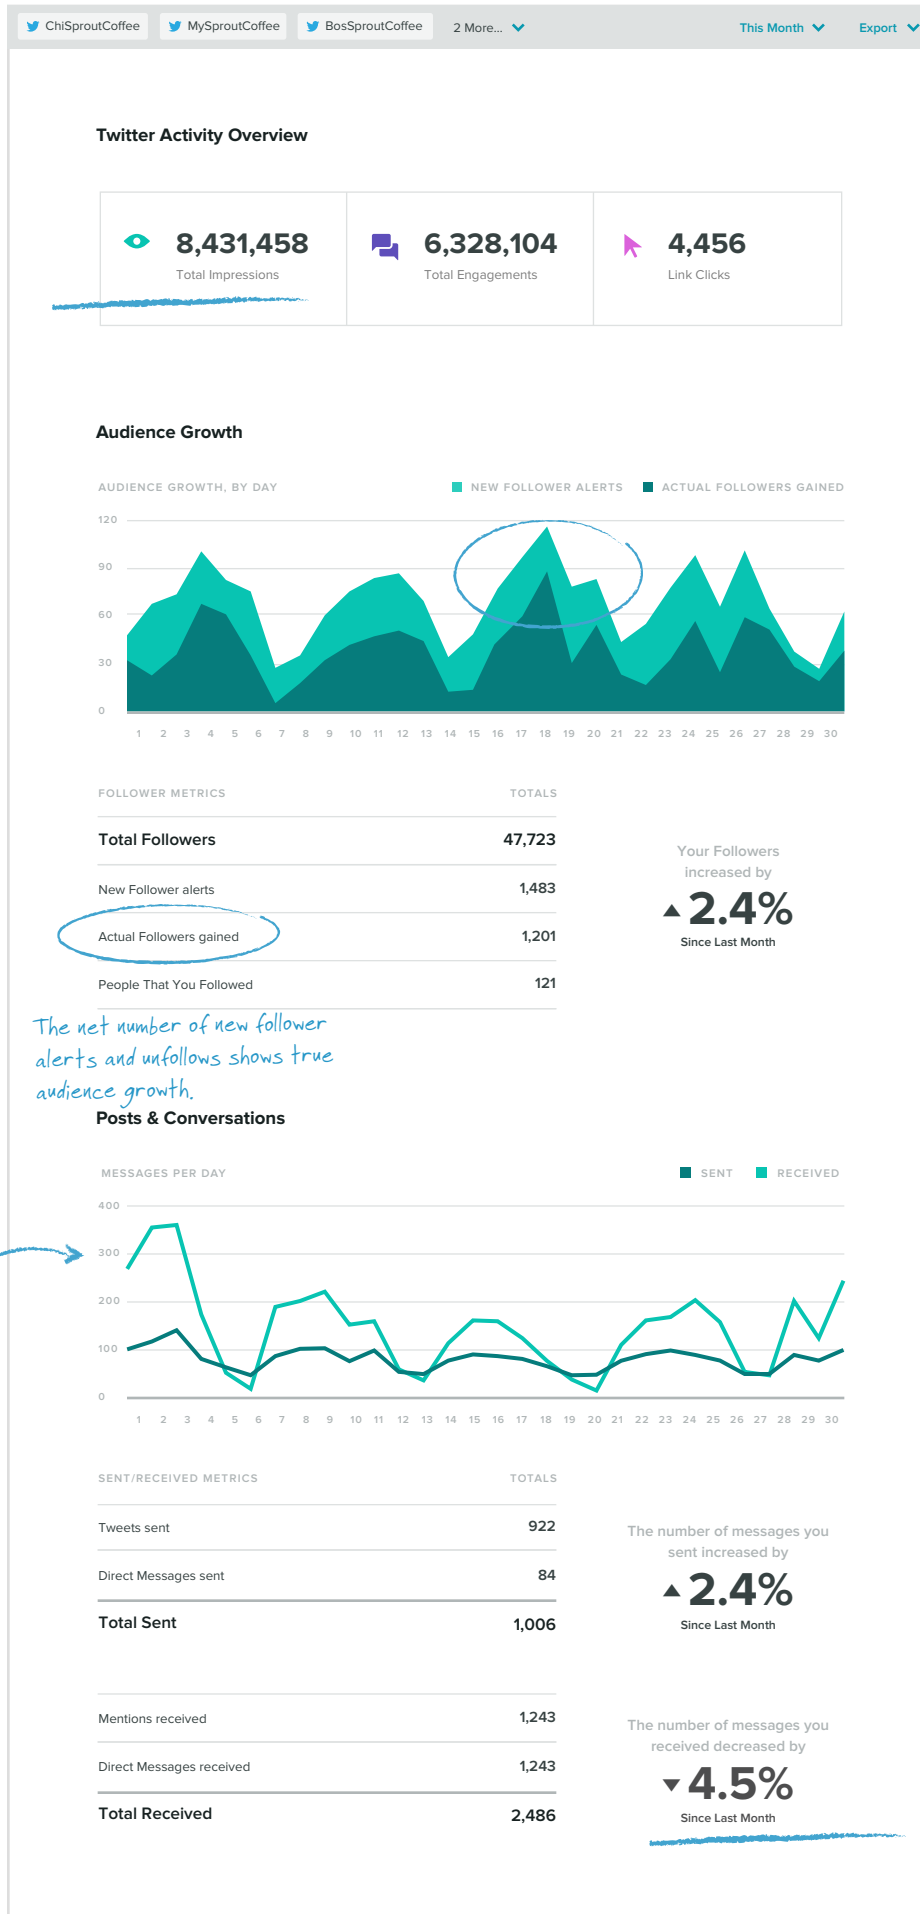 ChiSproutCoffee MySproutCoffee BosSproutCoffee 2 More... This Month Export
Twitter Activity Overview
8,431,458 6,328,104 4,456
Total Impressions Total Engagements Link Clicks
Audience Growth
AUDIENCE GROWTH, BY DAY NEW FOLLOWER ALERTS ACTUAL FOLLOWERS GAINED
120
90
60
30
0
1 2 3 4 5 6 7 8 9 10 11 12 13 14 15 16 17 18 19 20 21 22 23 24 25 26 27 28 29 30
FOLLOWER METRICS TOTALS
Total Followers 47,723
New Follower alerts 1,483
Actual Followers gained 1,201
People That You Followed 121
Your Followers
increased by
2.4%
Since Last Month
The net number of new follower
alerts and unfollows shows true
audience growth.
Posts & Conversations
MESSAGES PER DAY SENT RECEIVED
400
300
200
100
0
1 2 3 4 5 6 7 8 9 10 11 12 13 14 15 16 17 18 19 20 21 22 23 24 25 26 27 28 29 30
SENT/RECEIVED METRICS TOTALS
Tweets sent 922
Direct Messages sent 84
Total Sent 1,006
The number of messages you
sent increased by
2.4%
Since Last Month
Mentions received 1,243
Direct Messages received 1,243
Total Received 2,486
The number of messages you
received decreased by
4.5%
Since Last Month